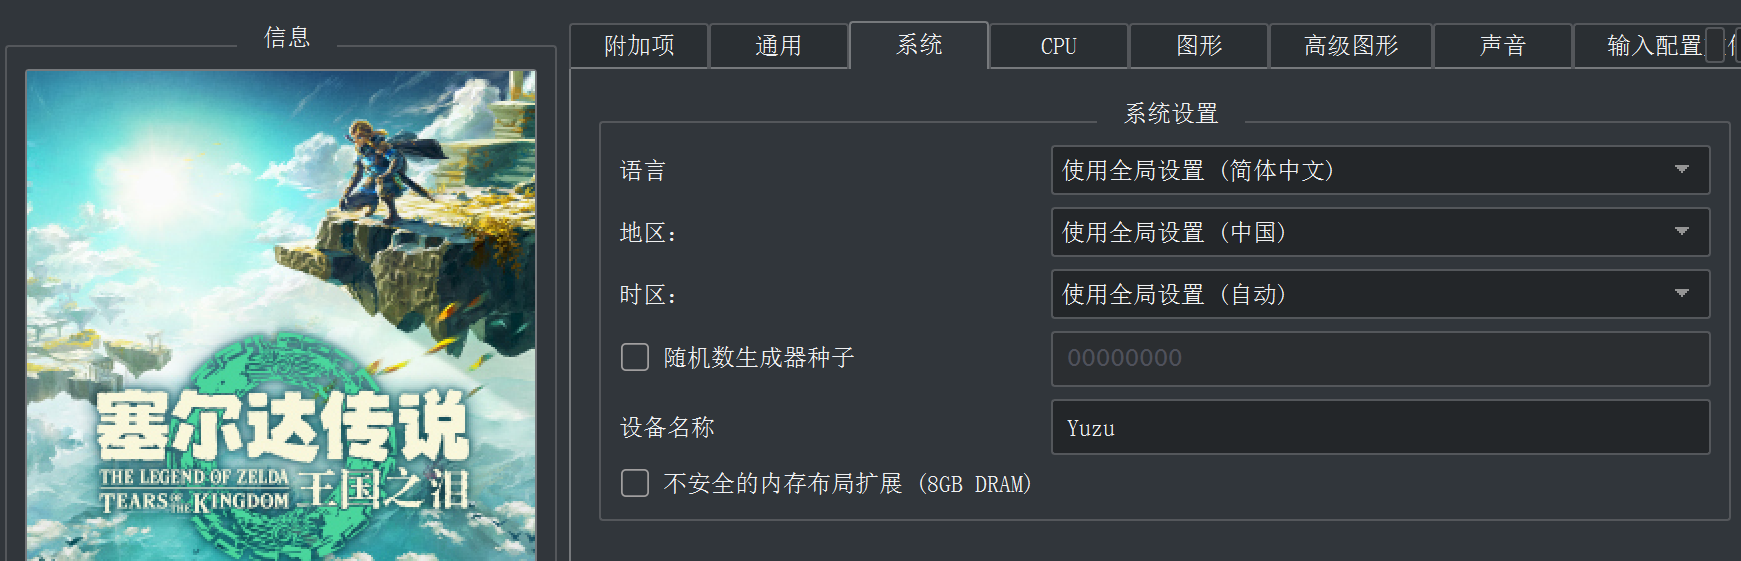 信息
附加项
通用
系统
CPU
图形
高级图形
声音
输入配置
系统设置
语言
使用全局设置 (简体中文)
地区:
使用全局设置 (中国)
时区:
使用全局设置 (自动)
随机数生成器种子
00000000
设备名称
Yuzu
不安全的内存布局扩展 (8GB DRAM)
塞尔达传说
THE LEGEND OF ZELDA
TEARS OF THE KINGDOM
王国之泪